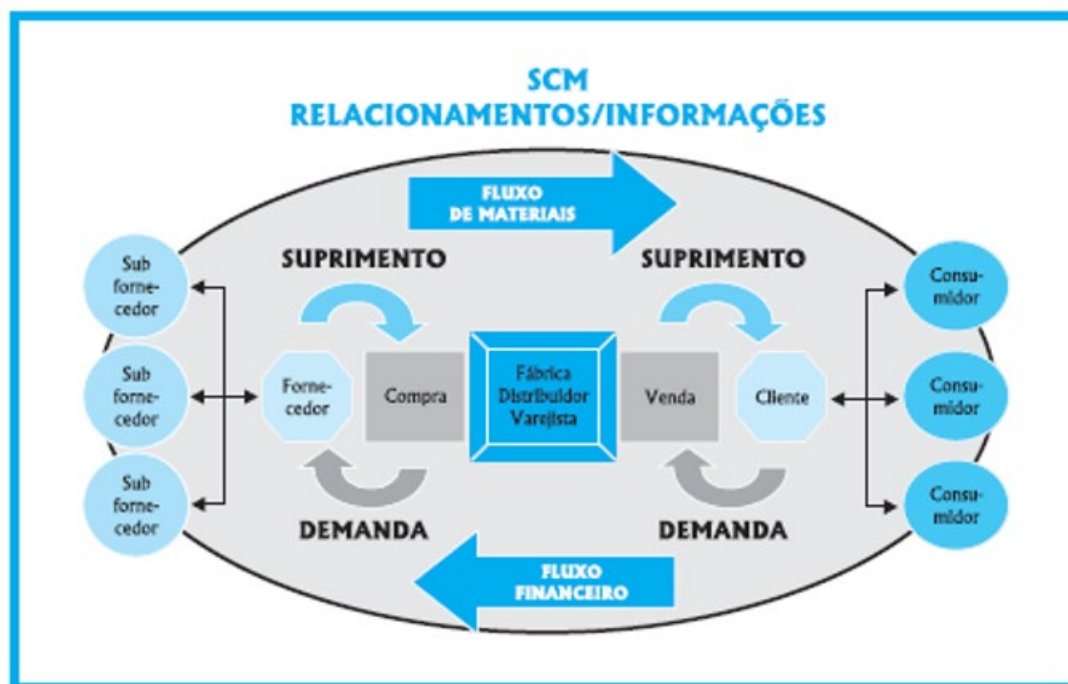 SCM
RELACIONAMENTOS/INFORMAÇÕES
FLUXO
DE MATERIAIS
SUPRIMENTO
SUPRIMENTO
Sub
forne-
cedor
Consu-
midor
Sub
forne-
cedor
Forne-
cedor
Compra
Fábrica
Distribuidor
Varejista
Venda
Cliente
Consu-
midor
Sub
forne-
cedor
Consu-
midor
DEMANDA
DEMANDA
FLUXO
FINANCEIRO